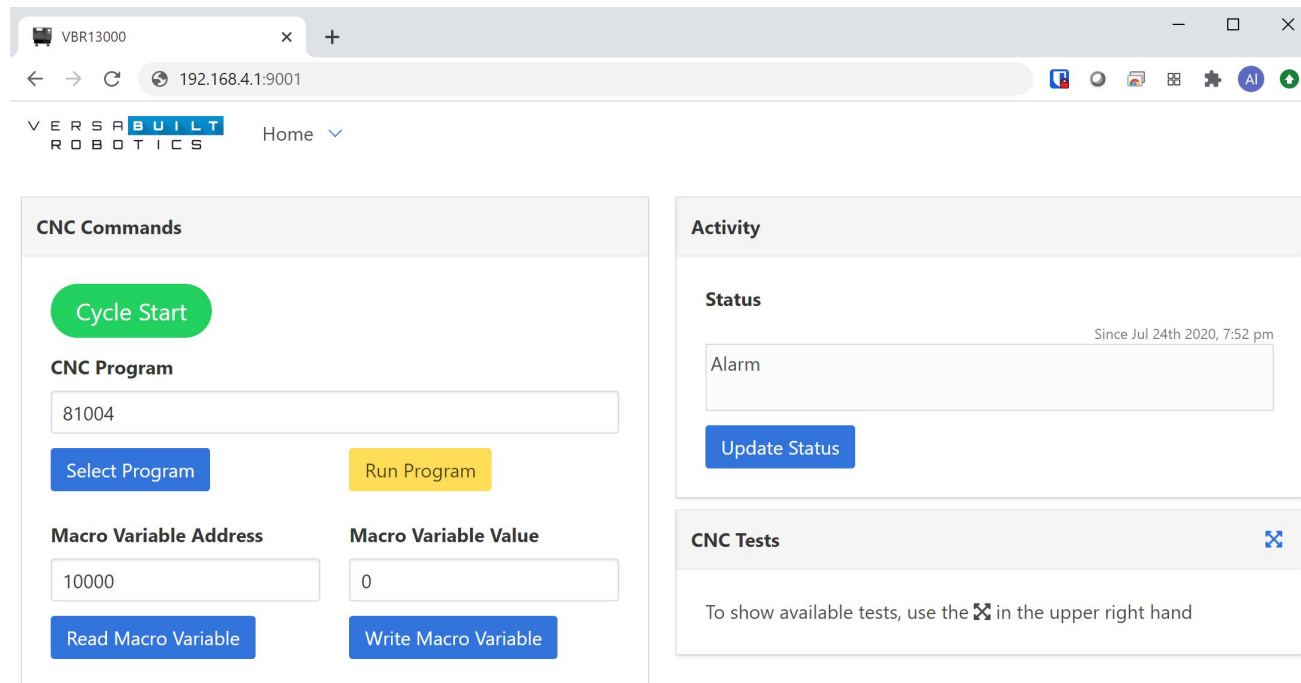 VBR13000
192.168.4.1:9001
AI
VERSABUILT
ROBOTICS
Home
CNC Commands
Cycle Start
CNC Program
81004
Select Program
Run Program
Macro Variable Address
Macro Variable Value
10000
0
Read Macro Variable
Write Macro Variable
Activity
Status
Since Jul 24th 2020, 7:52 pm
Alarm
Update Status
CNC Tests
To show available tests, use the in the upper right hand